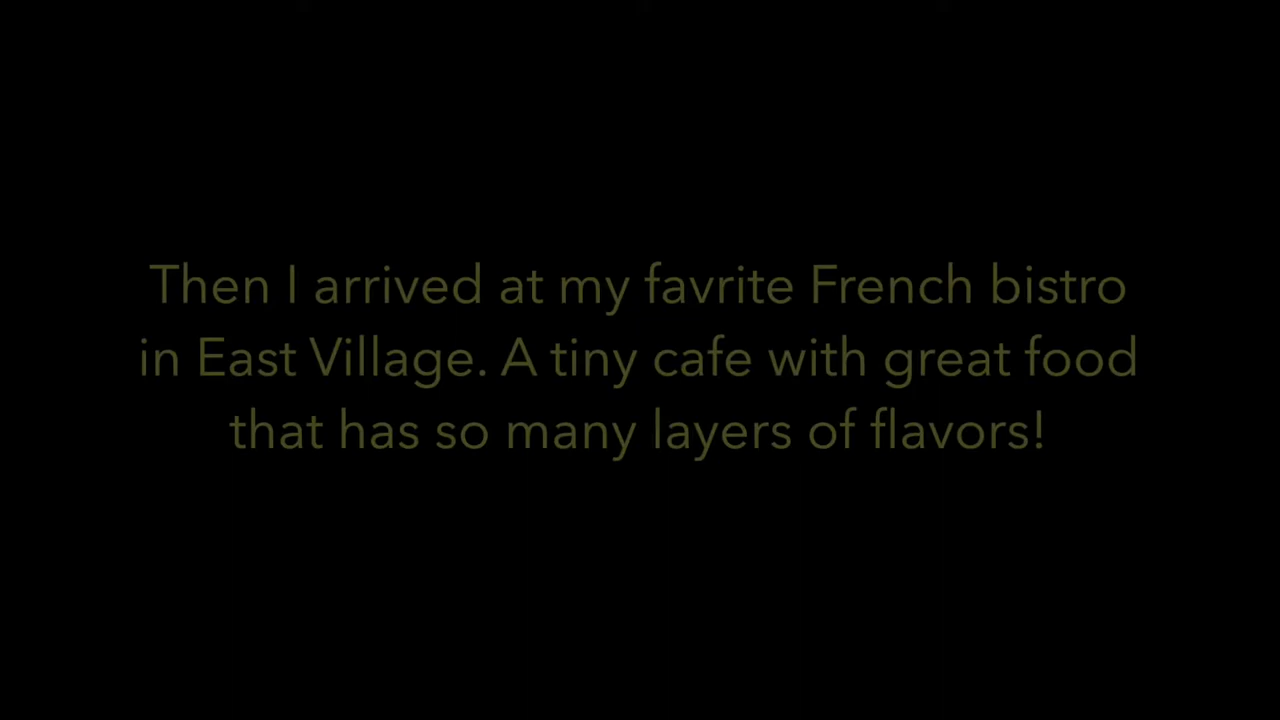 Then I arrived at my favrite French bistro
in East Village. A tiny cafe with great food
that has so many layers of flavors!